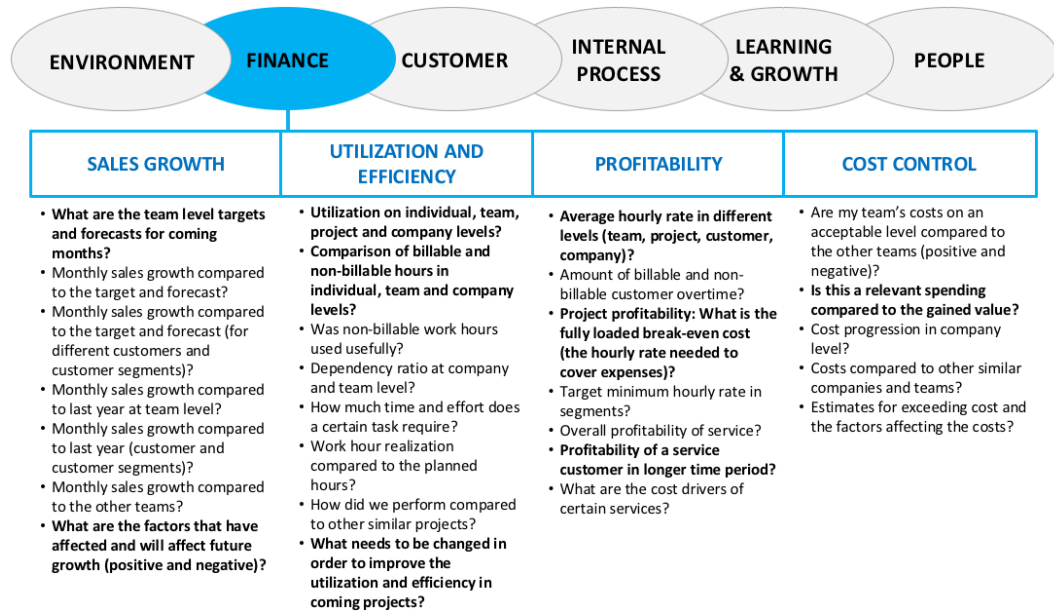 ENVIRONMENT
FINANCE
CUSTOMER
INTERNAL
PROCESS
LEARNING
& GROWTH
PEOPLE
SALES GROWTH
• What are the team level targets
and forecasts for coming
months?
• Monthly sales growth compared
to the target and forecast?
• Monthly sales growth compared
to the target and forecast (for
different customers and
customer segments)?
• Monthly sales growth compared
to last year at team level?
• Monthly sales growth compared
to last year (customer and
customer segments)?
• Monthly sales growth compared
to the other teams?
• What are the factors that have
affected and will affect future
growth (positive and negative)?
UTILIZATION AND
EFFICIENCY
• Utilization on individual, team,
project and company levels?
• Comparison of billable and
non-billable hours in
individual, team and company
levels?
• Was non-billable work hours
used usefully?
• Dependency ratio at company
and team level?
• How much time and effort does
a certain task require?
• Work hour realization
compared to the planned
hours?
• How did we perform compared
to other similar projects?
• What needs to be changed in
order to improve the
utilization and efficiency in
coming projects?
PROFITABILITY
• Average hourly rate in different
levels (team, project, customer,
company)?
• Amount of billable and non-
billable customer overtime?
• Project profitability: What is the
fully loaded break-even cost
(the hourly rate needed to
cover expenses)?
• Target minimum hourly rate in
segments?
• Overall profitability of service?
• Profitability of a service
customer in longer time period?
• What are the cost drivers of
certain services?
COST CONTROL
• Are my team's costs on an
acceptable level compared to
the other teams (positive and
negative)?
• Is this a relevant spending
compared to the gained value?
• Cost progression in company
level?
• Costs compared to other similar
companies and teams?
• Estimates for exceeding cost and
the factors affecting the costs?